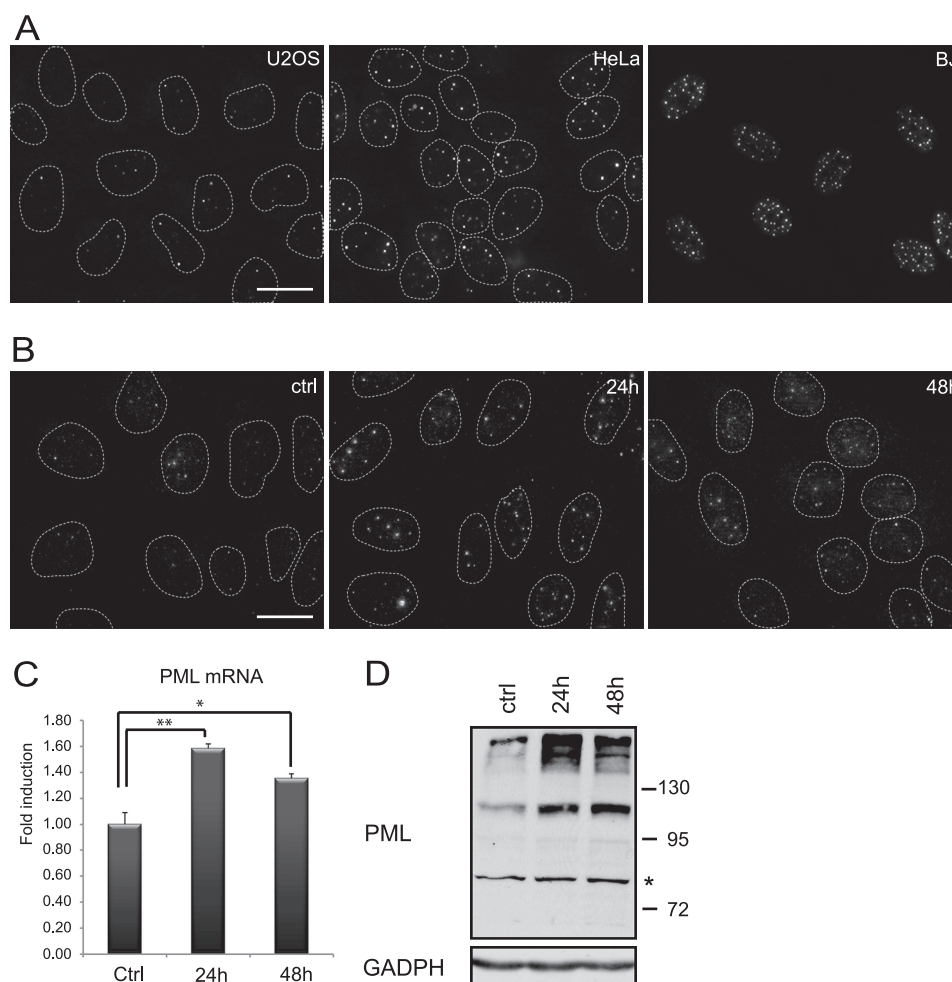 A
U2OS
HeLa
BJ
B
ctrl
24h
48h
C
PML mRNA
*
**
1.80
1.60
1.40
1.20
1.00
0.80
0.60
0.40
0.20
0.00
Fold induction
Ctrl
24h
48h
D
ctrl
24h
48h
130
PML
95
*
72
GADPH